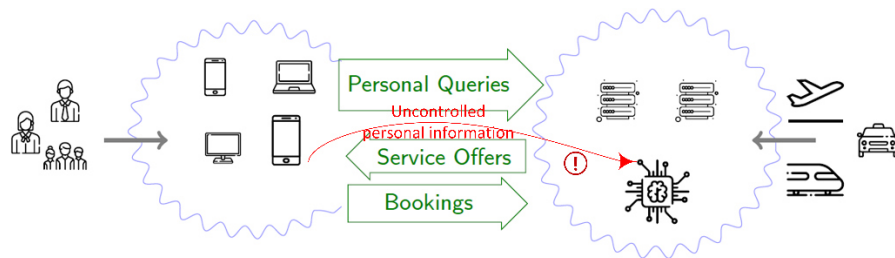 Personal Queries
Uncontrolled
personal information
Service Offers
!
Bookings